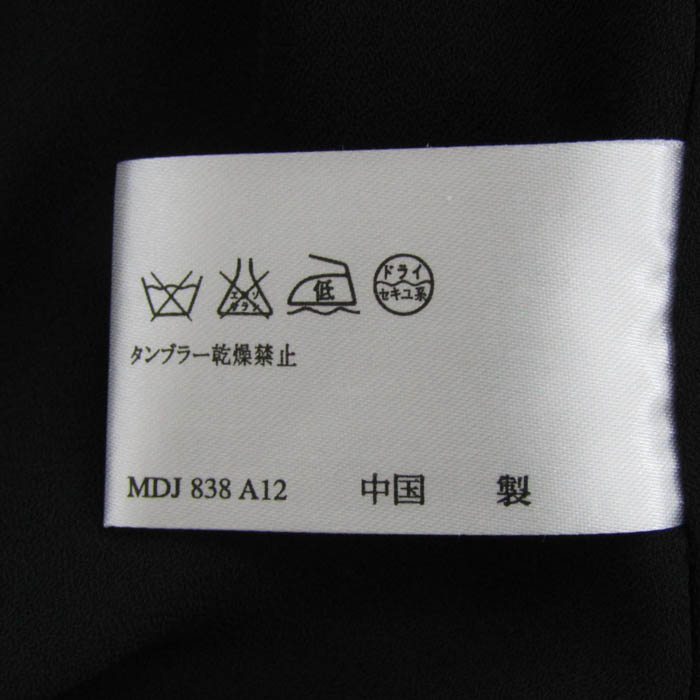 エンソ
サラシ
低
ドライ
セキユ系
タンブラー乾燥禁止
MDJ 838 A12 中国 製